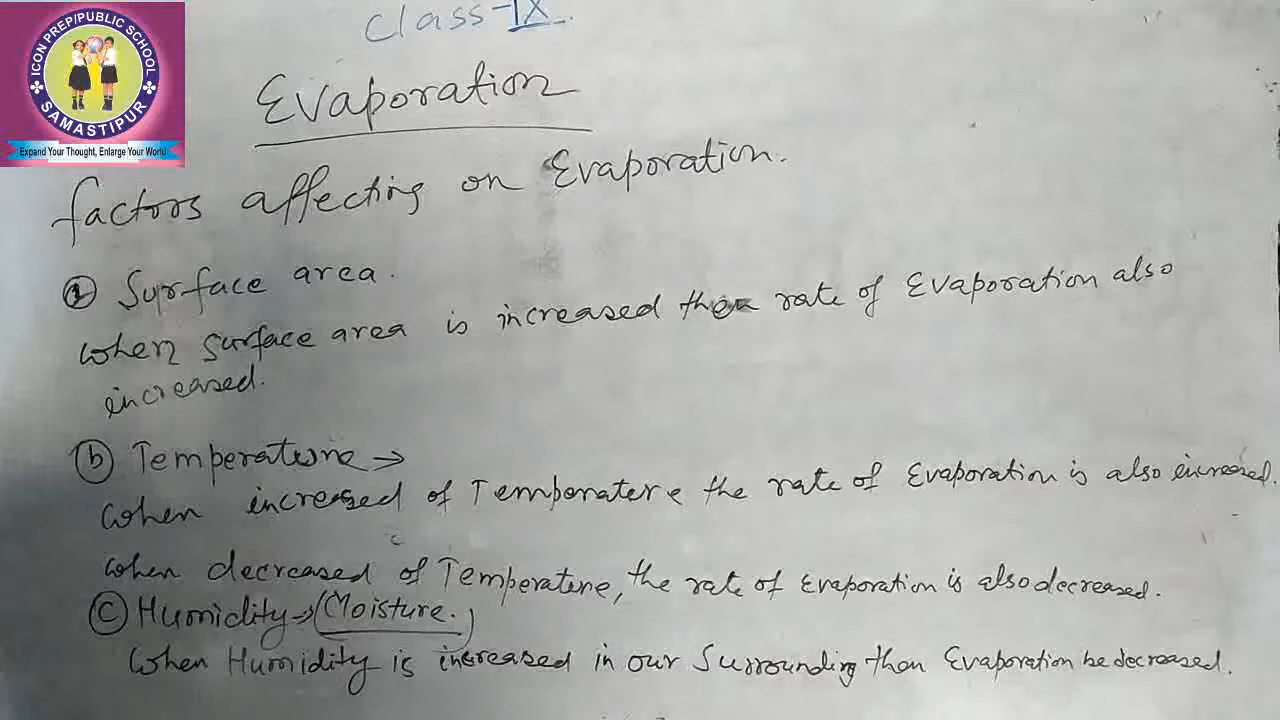 ICON PREP/PUBLIC SCHOOL
SAMASTIPUR
Expand Your Thought, Enlarge Your World
Class-IX.
Evaporation
factors affecting on Evaporation.
a Surface area.
When Surface area is increased the rate of Evaporation also
increased.
b Temperature →
When increased of Temperature the rate of Evaporation is also increased.
When decreased of Temperature, the rate of Evaporation is also decreased.
c Humidity → (Moisture.)
When Humidity is increased in our Surrounding then Evaporation be decreased.